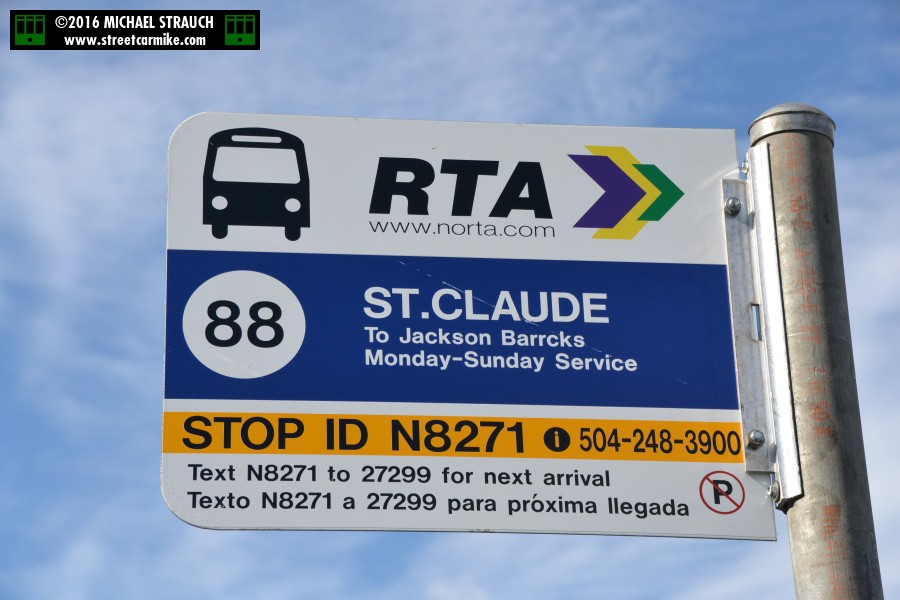 ©2016 MICHAEL STRAUCH
www.streetcarmike.com
RTA
www.norta.com
88
ST.CLAUDE
To Jackson Barrcks
Monday-Sunday Service
STOP ID N8271 i 504-248-3900
Text N8271 to 27299 for next arrival
Texto N8271 a 27299 para próxima llegada
P